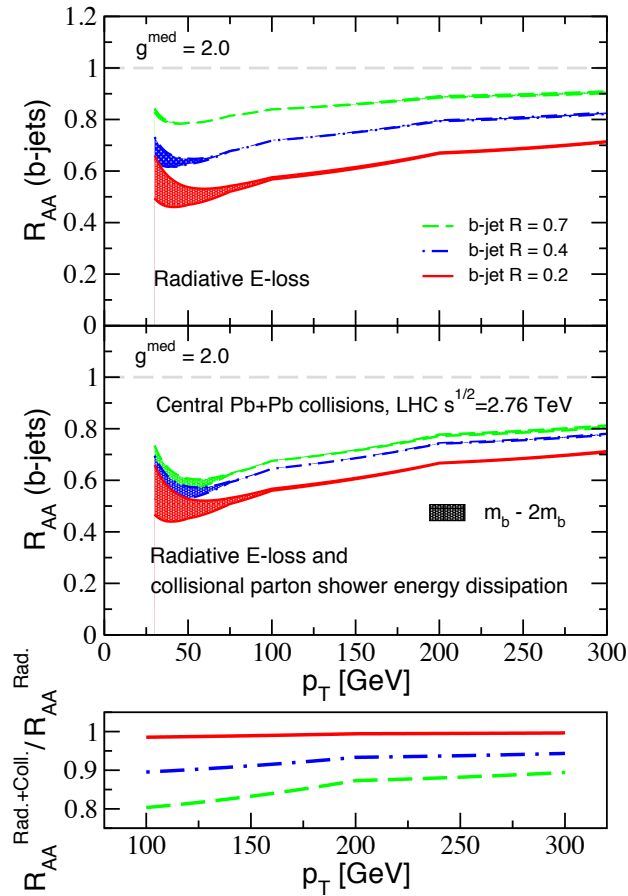 1.2
g^med = 2.0
1
0.8
0.6
0.4
0.2
0
R_AA (b-jets)
b-jet R = 0.7
b-jet R = 0.4
b-jet R = 0.2
Radiative E-loss
g^med = 2.0
1
0.8
0.6
0.4
0.2
0
R_AA (b-jets)
Central Pb+Pb collisions, LHC s^1/2=2.76 TeV
m_b - 2m_b
Radiative E-loss and
collisional parton shower energy dissipation
0 50 100 150 200 250 300
p_T [GeV]
R_AA^Rad.+Coll./R_AA^Rad.
1
0.9
0.8
100 150 200 250 300
p_T [GeV]